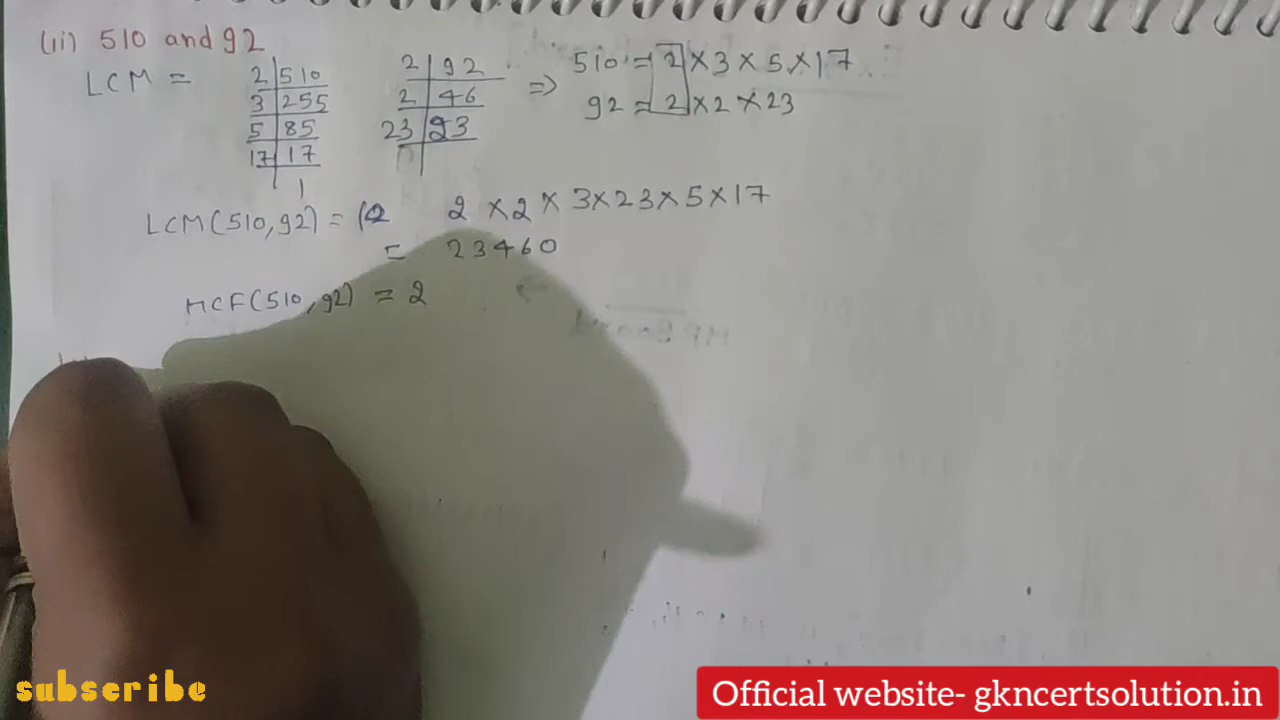 (ii) 510 and 92
LCM =
2 | 510
3 | 255
5 | 85
17 | 17
1
2 | 92
2 | 46
23 | 23
⇒ 510 = 2 × 3 × 5 × 17
92 = 2 × 2 × 23
LCM(510,92) = 2 × 2 × 3 × 23 × 5 × 17
= 23460
HCF(510,92) = 2
subscribe
Official website- gkncertsolution.in